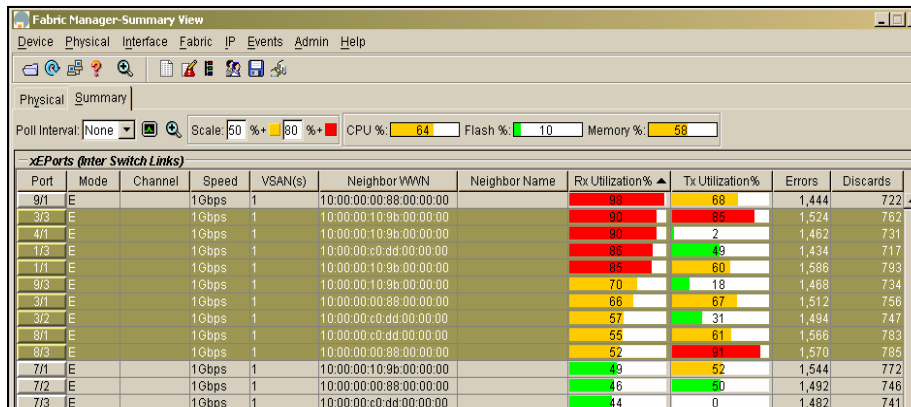 Fabric Manager-Summary View
Device Physical Interface Fabric IP Events Admin Help
Physical Summary
Poll Interval: None Scale: 50 %+ 80 %+ CPU %: 64 Flash %: 10 Memory %: 58
xEPorts (Inter Switch Links)
Port Mode Channel Speed VSAN(s) Neighbor WWN Neighbor Name Rx Utilization% Tx Utilization% Errors Discards
9/1 E 1Gbps 1 10:00:00:00:88:00:00:00 98 68 1,444 722
3/3 E 1Gbps 1 10:00:00:10:9b:00:00:00 90 85 1,524 762
4/1 E 1Gbps 1 10:00:00:10:9b:00:00:00 90 2 1,462 731
1/3 E 1Gbps 1 10:00:00:c0:dd:00:00:00 86 49 1,434 717
1/1 E 1Gbps 1 10:00:00:10:9b:00:00:00 85 60 1,586 793
9/3 E 1Gbps 1 10:00:00:10:9b:00:00:00 70 18 1,468 734
3/1 E 1Gbps 1 10:00:00:00:88:00:00:00 66 67 1,512 756
3/2 E 1Gbps 1 10:00:00:c0:dd:00:00:00 57 31 1,494 747
8/1 E 1Gbps 1 10:00:00:c0:dd:00:00:00 55 61 1,566 783
8/3 E 1Gbps 1 10:00:00:00:88:00:00:00 52 91 1,570 785
7/1 E 1Gbps 1 10:00:00:10:9b:00:00:00 49 52 1,544 772
7/2 E 1Gbps 1 10:00:00:00:88:00:00:00 46 50 1,492 746
7/3 E 1Gbps 1 10:00:00:c0:dd:00:00:00 44 0 1,482 741